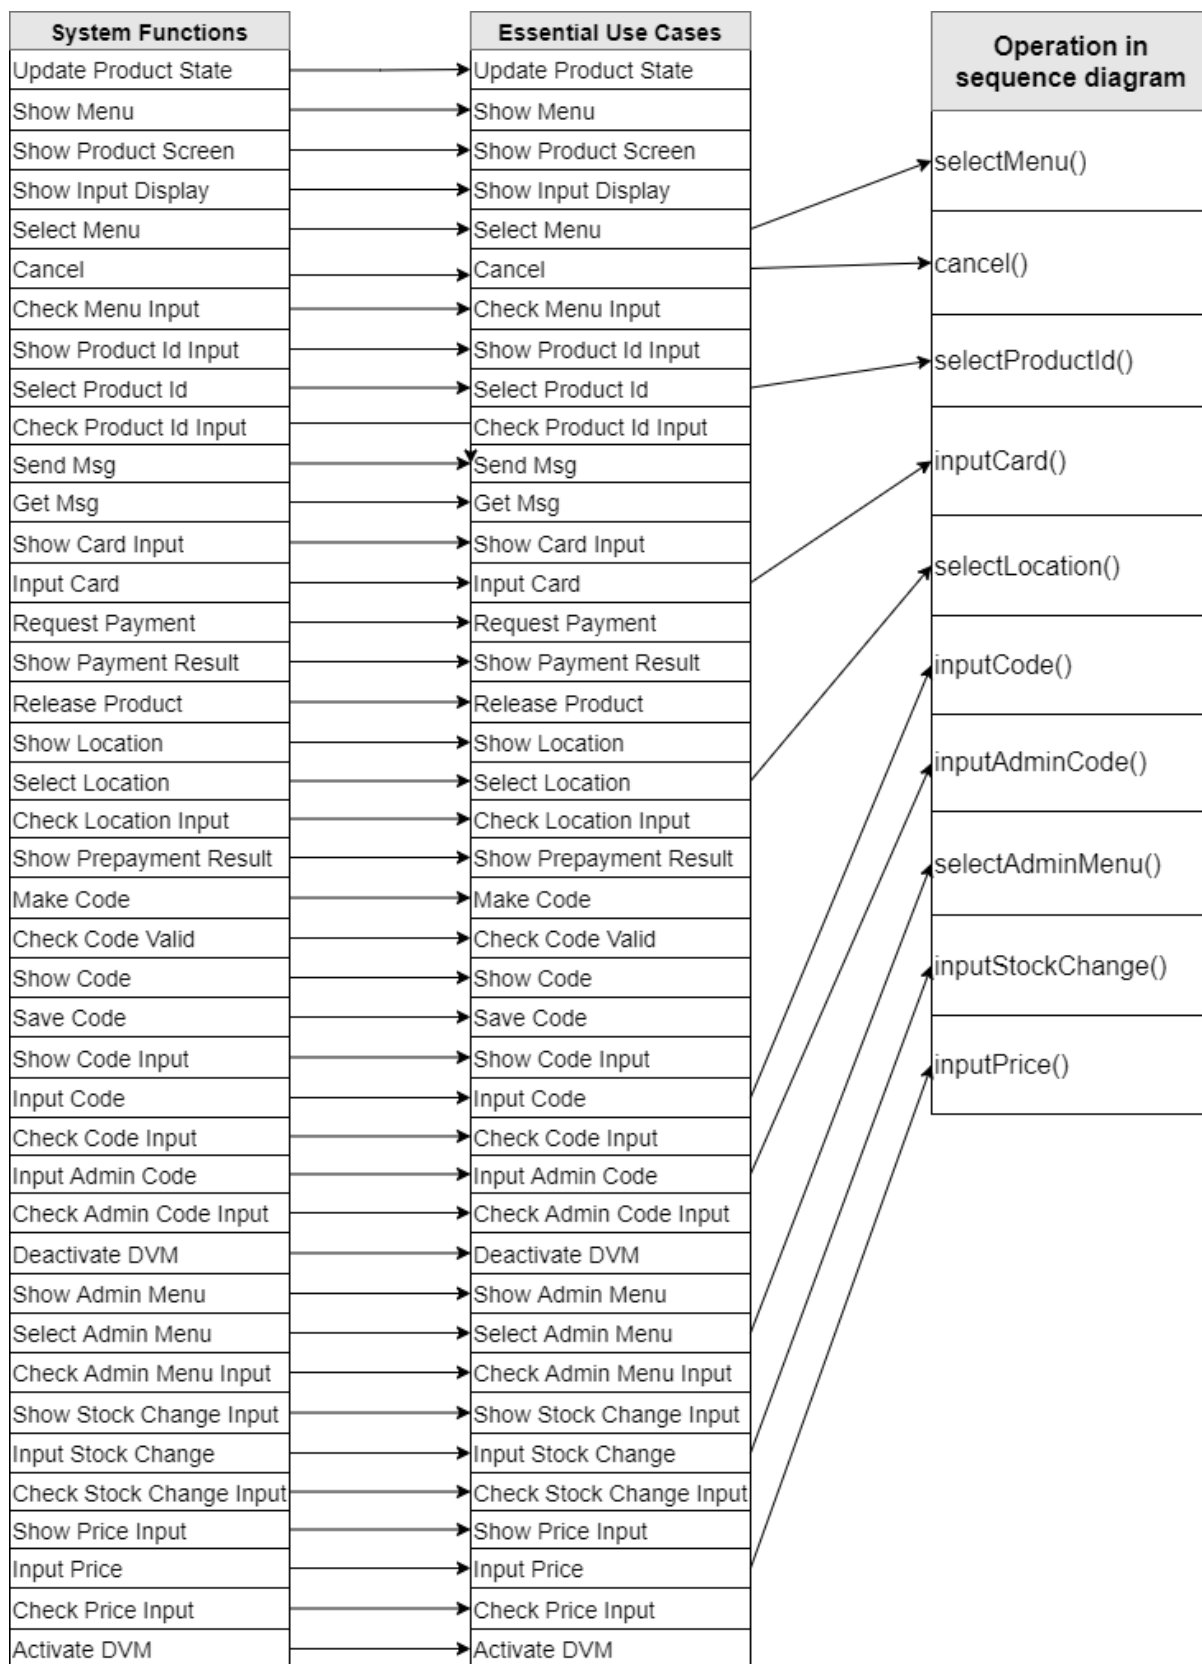 System Functions
Update Product State
Show Menu
Show Product Screen
Show Input Display
Select Menu
Cancel
Check Menu Input
Show Product Id Input
Select Product Id
Check Product Id Input
Send Msg
Get Msg
Show Card Input
Input Card
Request Payment
Show Payment Result
Release Product
Show Location
Select Location
Check Location Input
Show Prepayment Result
Make Code
Check Code Valid
Show Code
Save Code
Show Code Input
Input Code
Check Code Input
Input Admin Code
Check Admin Code Input
Deactivate DVM
Show Admin Menu
Select Admin Menu
Check Admin Menu Input
Show Stock Change Input
Input Stock Change
Check Stock Change Input
Show Price Input
Input Price
Check Price Input
Activate DVM
Essential Use Cases
Update Product State
Show Menu
Show Product Screen
Show Input Display
Select Menu
Cancel
Check Menu Input
Show Product Id Input
Select Product Id
Check Product Id Input
Send Msg
Get Msg
Show Card Input
Input Card
Request Payment
Show Payment Result
Release Product
Show Location
Select Location
Check Location Input
Show Prepayment Result
Make Code
Check Code Valid
Show Code
Save Code
Show Code Input
Input Code
Check Code Input
Input Admin Code
Check Admin Code Input
Deactivate DVM
Show Admin Menu
Select Admin Menu
Check Admin Menu Input
Show Stock Change Input
Input Stock Change
Check Stock Change Input
Show Price Input
Input Price
Check Price Input
Activate DVM
Operation in
sequence diagram
selectMenu()
cancel()
selectProductId()
inputCard()
selectLocation()
inputCode()
inputAdminCode()
selectAdminMenu()
inputStockChange()
inputPrice()